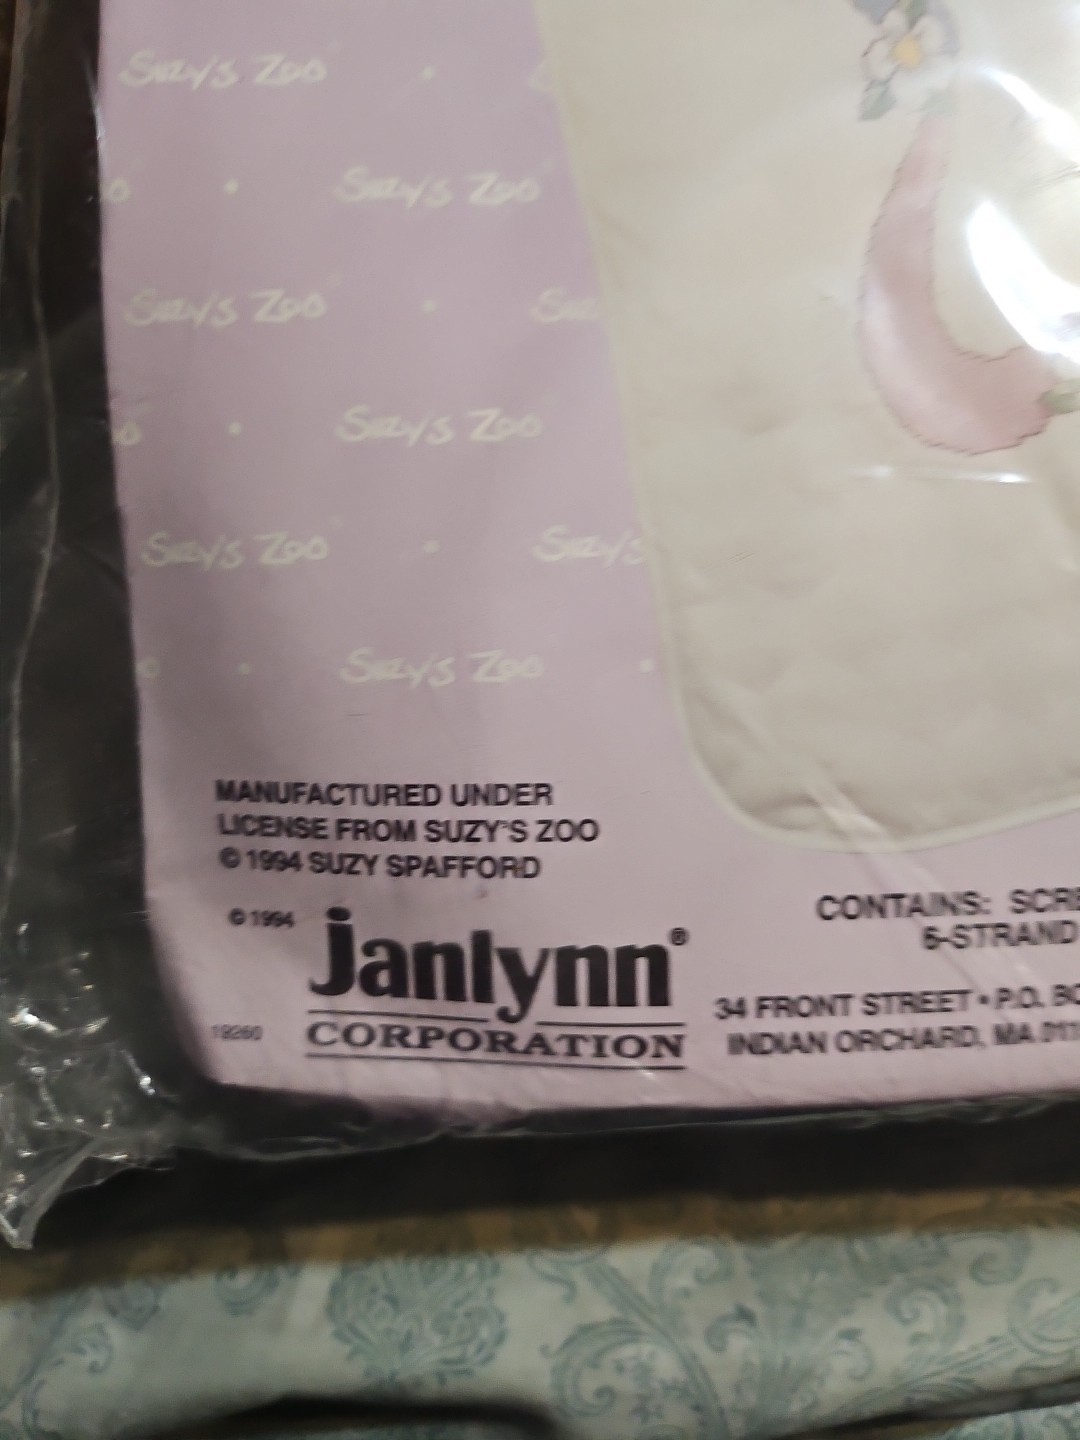 Suzy's Zoo
Suzy's Zoo
Suzy's Zoo
Suzy's Zoo
Suzy's Zoo Suzy's
Suzy's Zoo
MANUFACTURED UNDER
LICENSE FROM SUZY'S ZOO
© 1994 SUZY SPAFFORD
© 1994
janlynn®
CORPORATION
CONTAINS:
6-STRAND
34 FRONT STREET • P.O.
INDIAN ORCHARD, MA